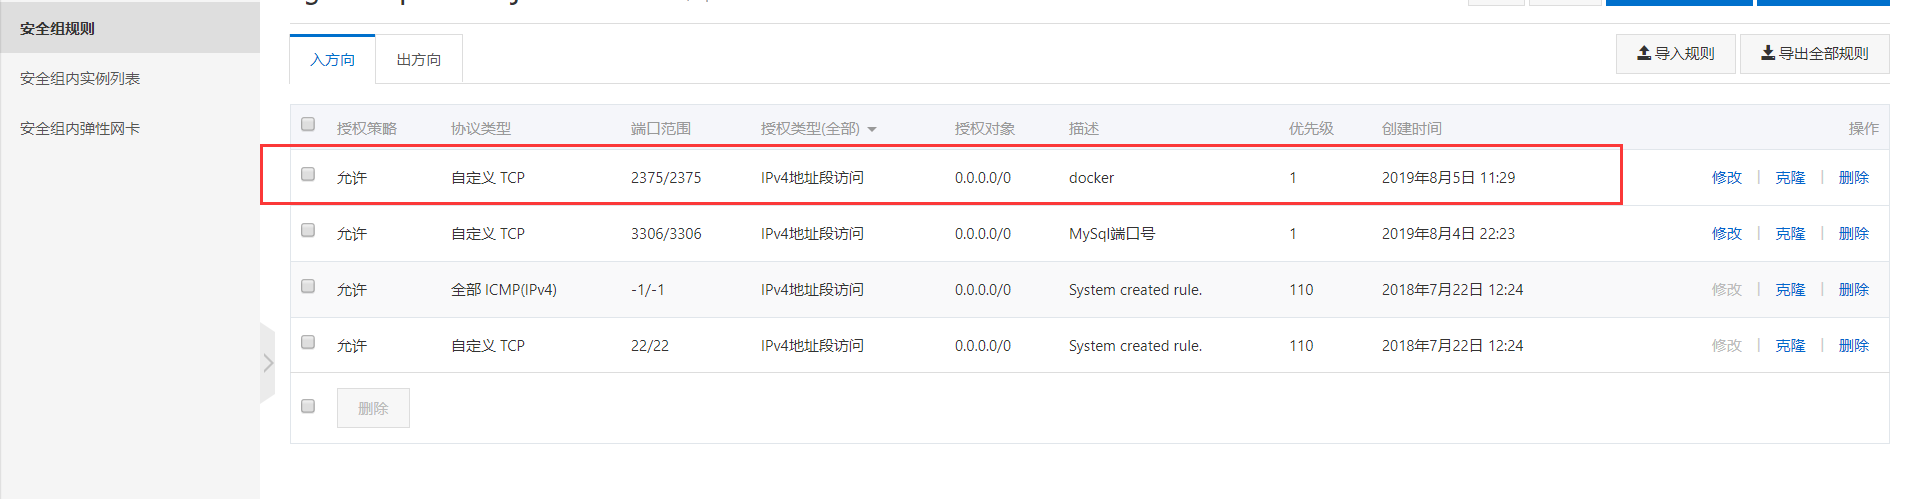 安全组规则
安全组内实例列表
安全组内弹性网卡
入方向 出方向 导入规则 导出全部规则
授权策略 协议类型 端口范围 授权类型(全部) 授权对象 描述 优先级 创建时间 操作
允许 自定义 TCP 2375/2375 IPv4地址段访问 0.0.0.0/0 docker 1 2019年8月5日 11:29 修改 | 克隆 | 删除
允许 自定义 TCP 3306/3306 IPv4地址段访问 0.0.0.0/0 MySql端口号 1 2019年8月4日 22:23 修改 | 克隆 | 删除
允许 全部 ICMP(IPv4) -1/-1 IPv4地址段访问 0.0.0.0/0 System created rule. 110 2018年7月22日 12:24 修改 | 克隆 | 删除
允许 自定义 TCP 22/22 IPv4地址段访问 0.0.0.0/0 System created rule. 110 2018年7月22日 12:24 修改 | 克隆 | 删除
删除